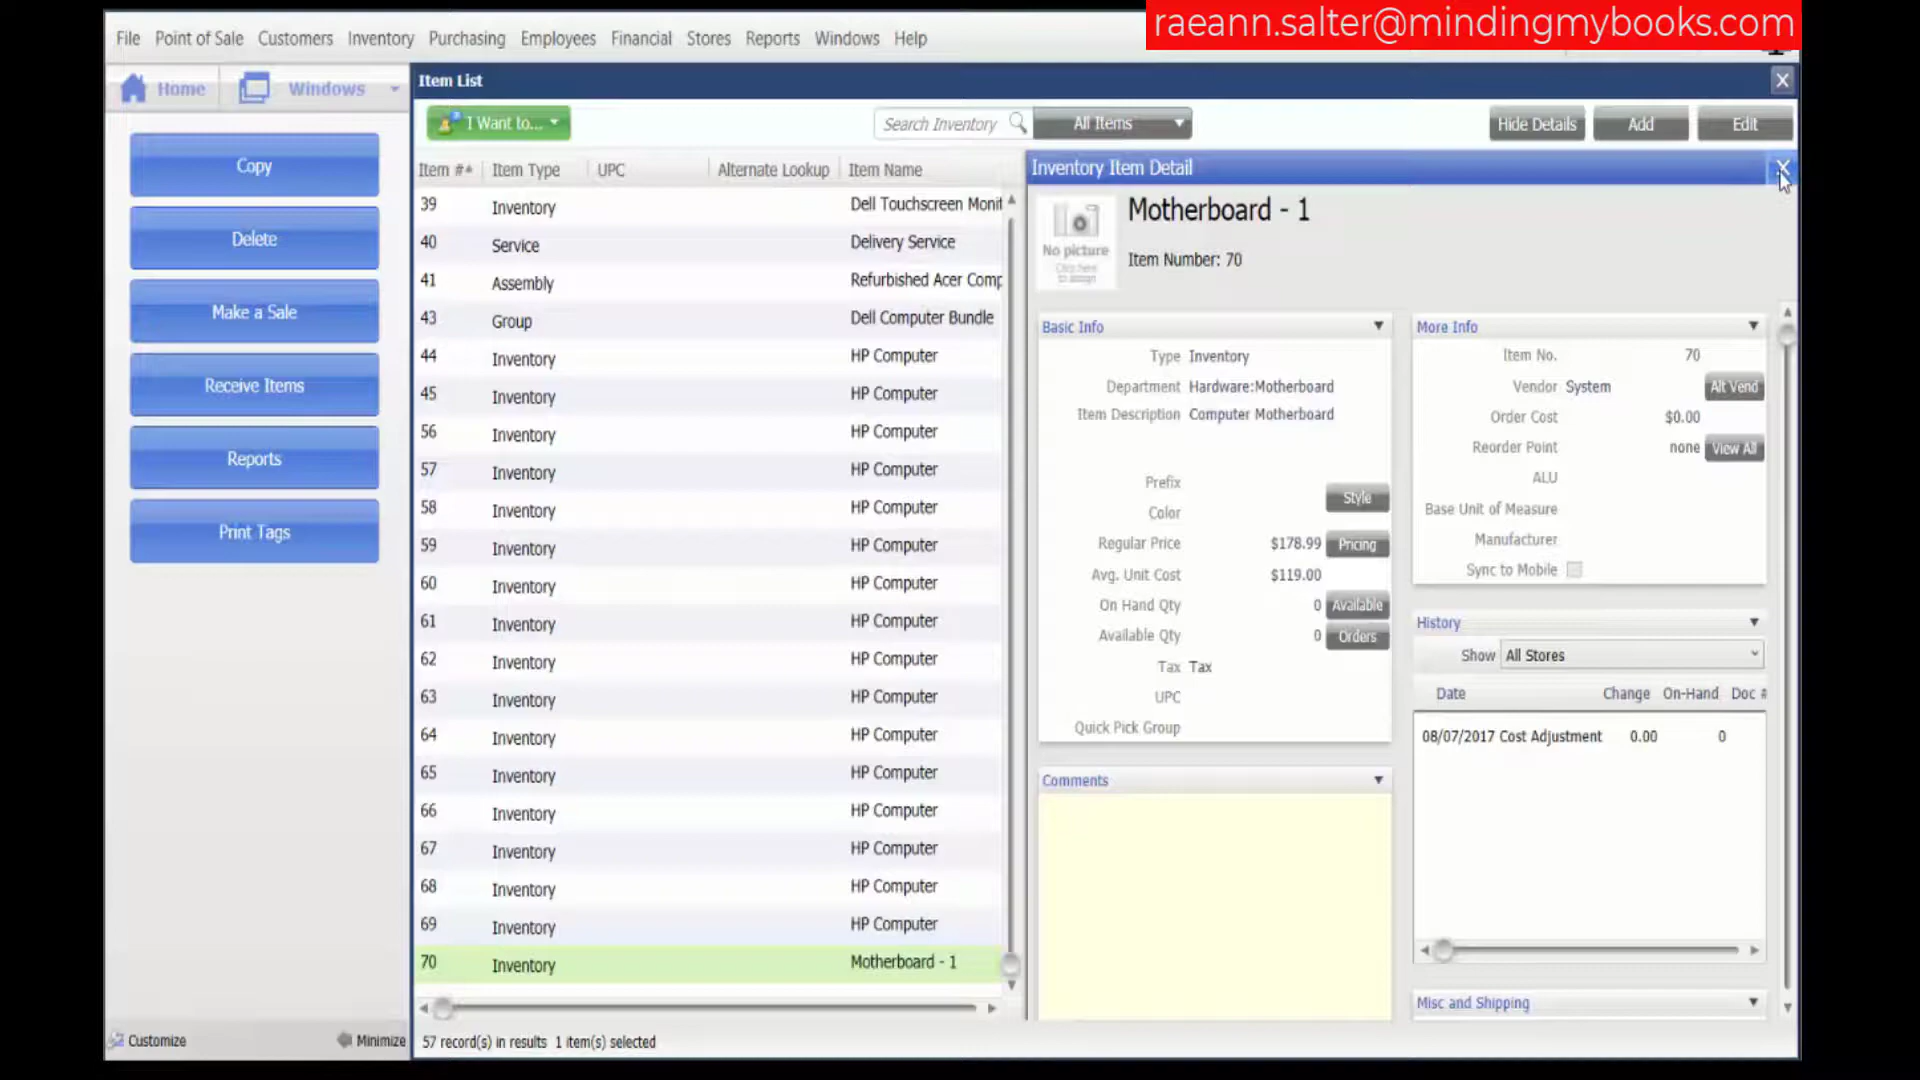 raeann.salter@mindingmybooks.com
File Point of Sale Customers Inventory Purchasing Employees Financial Stores Reports Windows Help
Home Windows
Item List
I Want to...
Search Inventory
All Items
Hide Details Add Edit
Copy
Delete
Make a Sale
Receive Items
Reports
Print Tags
Customize Minimize
Item # Item Type UPC Alternate Lookup Item Name
39 Inventory Dell Touchscreen Monit
40 Service Delivery Service
41 Assembly Refurbished Acer Comp
43 Group Dell Computer Bundle
44 Inventory HP Computer
45 Inventory HP Computer
56 Inventory HP Computer
57 Inventory HP Computer
58 Inventory HP Computer
59 Inventory HP Computer
60 Inventory HP Computer
61 Inventory HP Computer
62 Inventory HP Computer
63 Inventory HP Computer
64 Inventory HP Computer
65 Inventory HP Computer
66 Inventory HP Computer
67 Inventory HP Computer
68 Inventory HP Computer
69 Inventory HP Computer
70 Inventory Motherboard - 1
57 record(s) in results 1 item(s) selected
Inventory Item Detail
No picture
Click here
to assign
Motherboard - 1
Item Number: 70
Basic Info
Type Inventory
Department Hardware:Motherboard
Item Description Computer Motherboard
Prefix
Style
Color
Regular Price $178.99 Pricing
Avg. Unit Cost $119.00
On Hand Qty 0 Available
Available Qty 0 Orders
Tax Tax
UPC
Quick Pick Group
Comments
More Info
Item No. 70
Vendor System Alt Vend
Order Cost $0.00
Reorder Point none View All
ALU
Base Unit of Measure
Manufacturer
Sync to Mobile
History
Show All Stores
Date Change On-Hand Doc #
08/07/2017 Cost Adjustment 0.00 0
Misc and Shipping